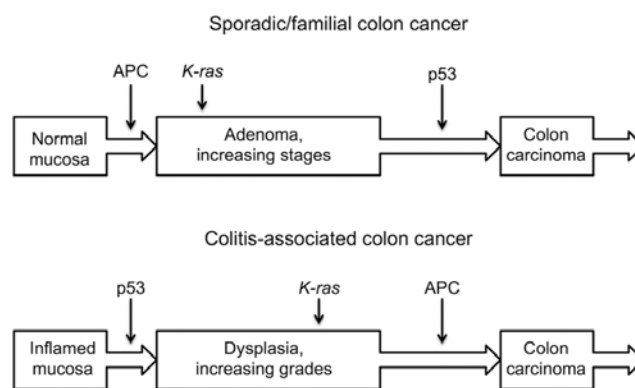 Sporadic/familial colon cancer
APC
K-ras
p53
Normal
mucosa
Adenoma,
increasing stages
Colon
carcinoma
Colitis-associated colon cancer
p53
K-ras
APC
Inflamed
mucosa
Dysplasia,
increasing grades
Colon
carcinoma